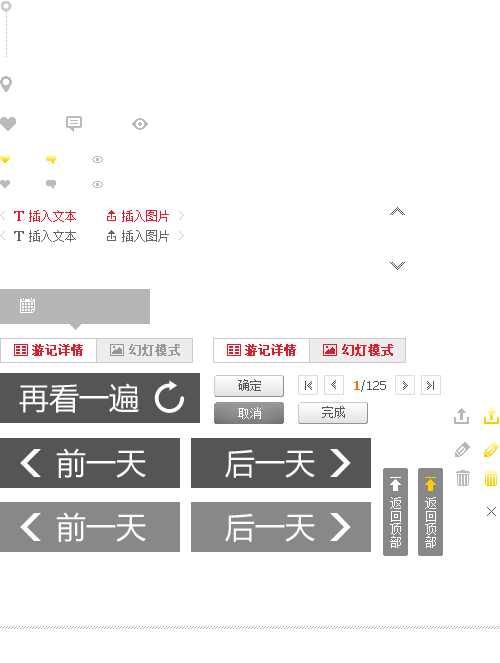 T 插入文本 插入图片
T 插入文本 插入图片
游记详情 幻灯模式 游记详情 幻灯模式
再看一遍
确定
1/125
取消
完成
前一天
后一天
前一天
后一天
返回顶部
返回顶部